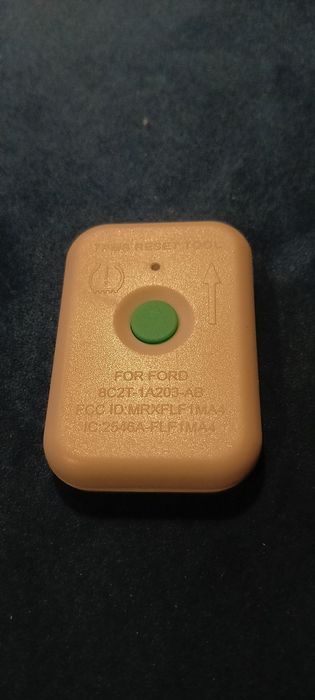 TPMS RESET TOOL
FOR FORD
8C2T-1A203-AB
FCC ID:MRXFLF1MA4
IC:2546A-FLF1MA4